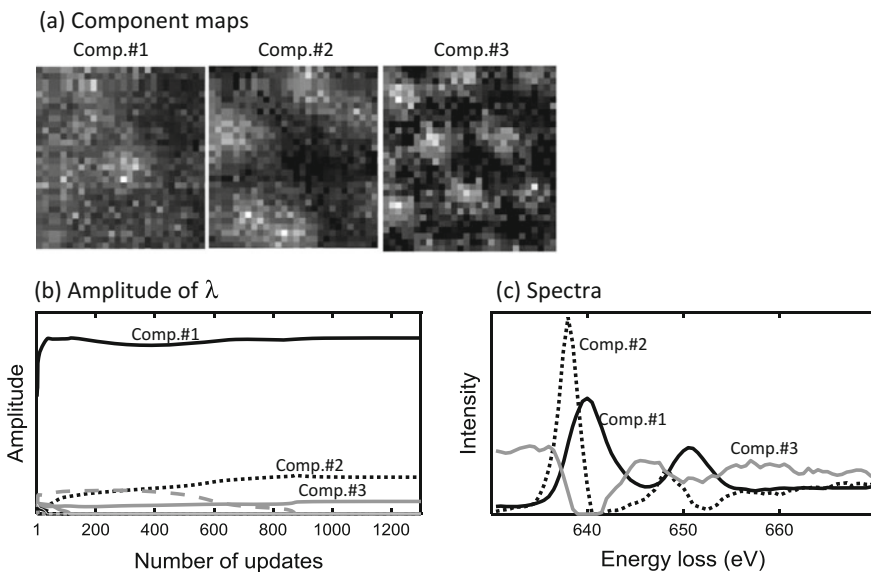 (a) Component maps
Comp.#1 Comp.#2 Comp.#3
(b) Amplitude of λ
Amplitude
Comp.#1
Comp.#2
Comp.#3
1 200 400 600 800 1000 1200
Number of updates
(c) Spectra
Intensity
Comp.#2
Comp.#1
Comp.#3
640 650 660
Energy loss (eV)